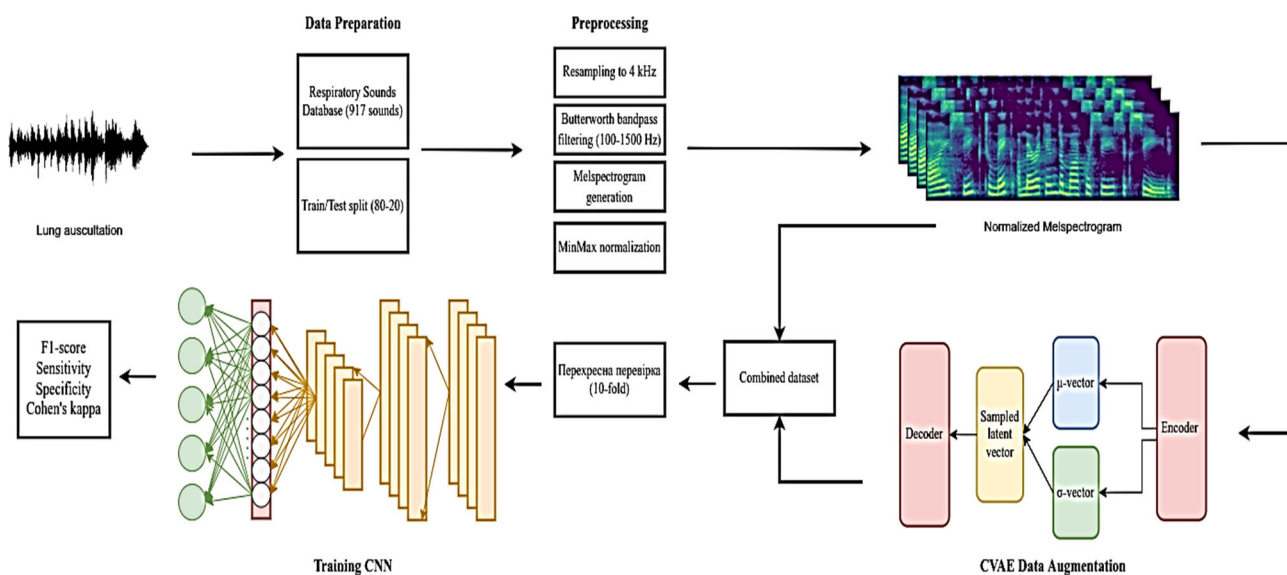 Data Preparation
Preprocessing
Respiratory Sounds
Database (917 sounds)
Train/Test split (80-20)
Resampling to 4 kHz
Butterworth bandpass
filtering (100-1500 Hz)
Melspectrogram
generation
MinMax normalization
Lung auscultation
Normalized Melspectrogram
F1-score
Sensitivity
Specificity
Cohen's kappa
Перехресна перевірка
(10-fold)
Combined dataset
Decoder
Sampled
latent
vector
μ-vector
σ-vector
Encoder
Training CNN
CVAE Data Augmentation